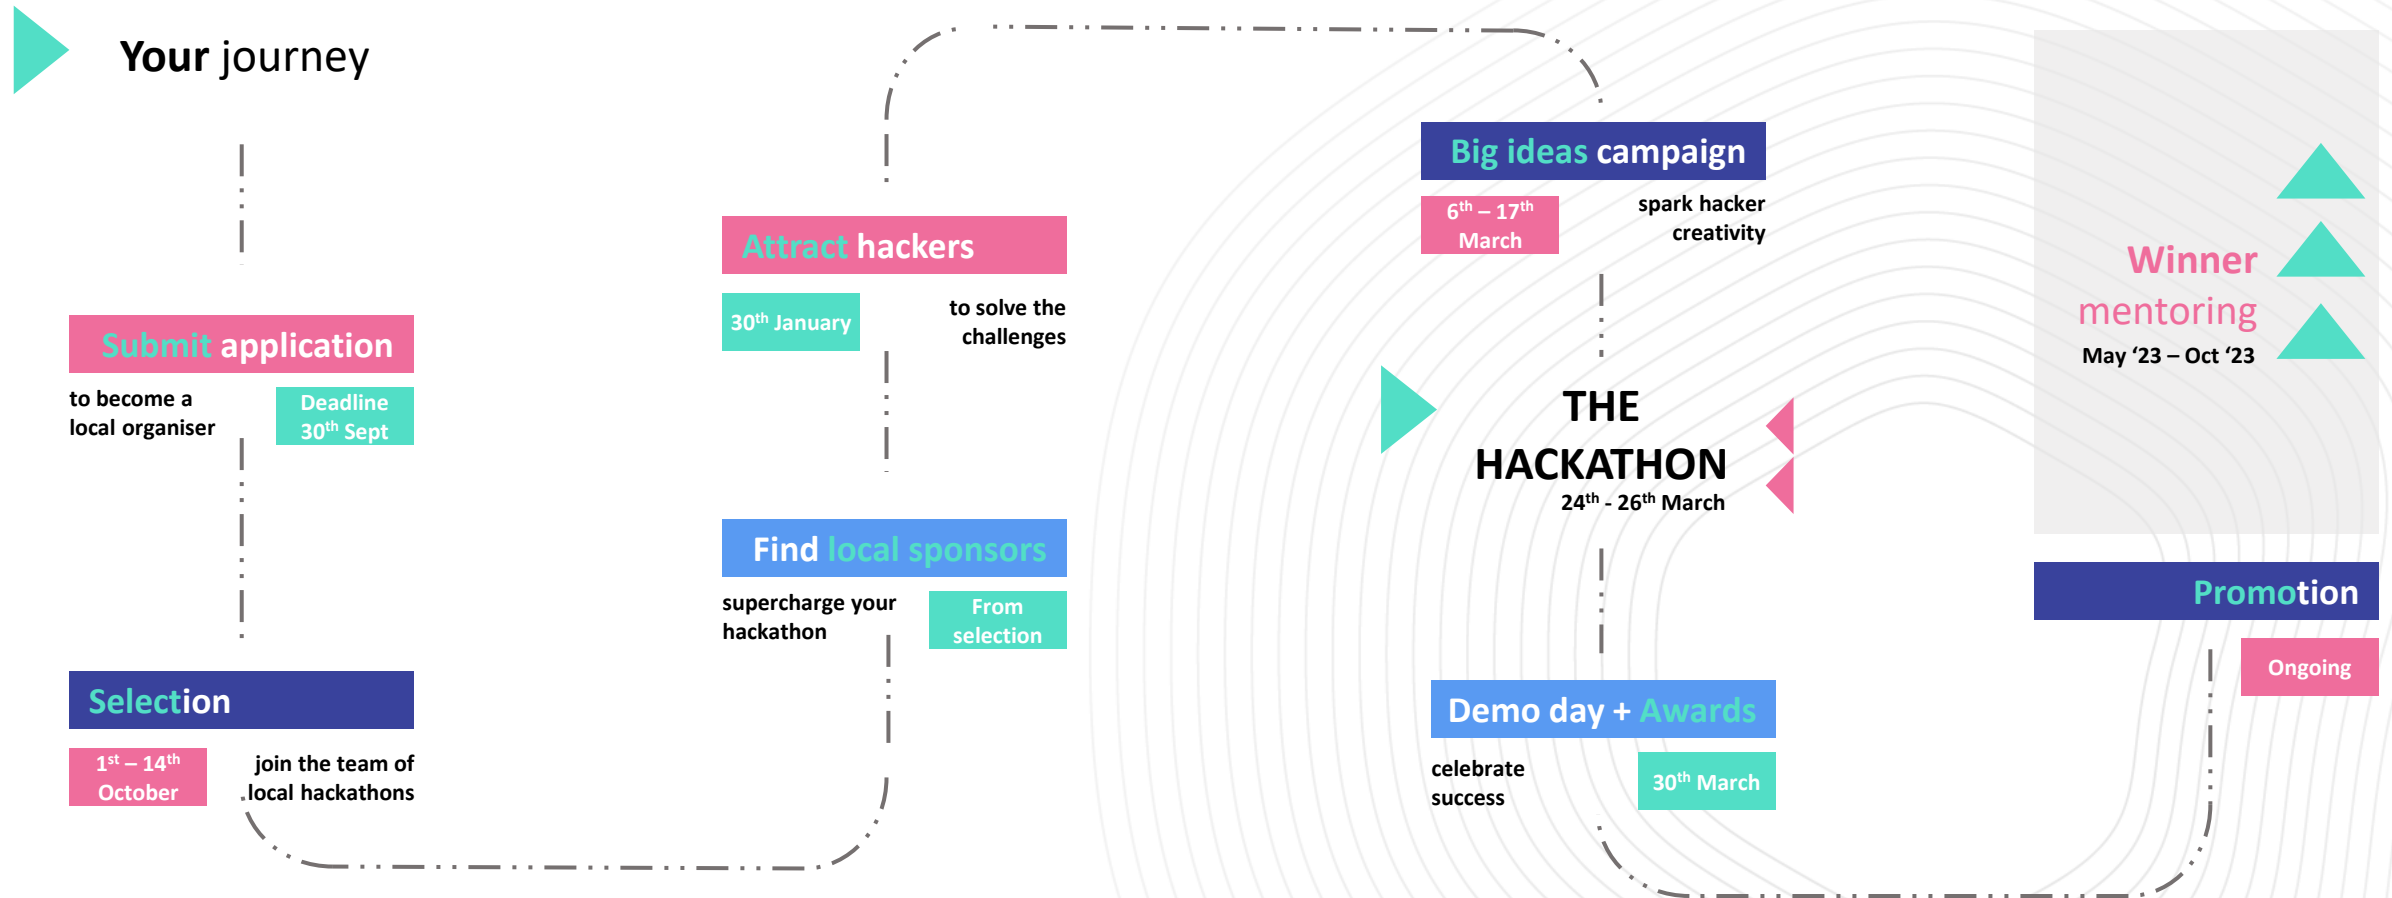 Your journey
Submit application
to become a
local organiser
Deadline
30th Sept
Selection
1st – 14th
October
join the team of
local hackathons
Find local sponsors
supercharge your
hackathon
From
selection
Attract hackers
30th January
to solve the
challenges
Big ideas campaign
6th – 17th
March
spark hacker
creativity
THE
HACKATHON
24th - 26th March
Demo day + Awards
celebrate
success
30th March
Promotion
Ongoing
Winner
mentoring
May ‘23 – Oct ‘23